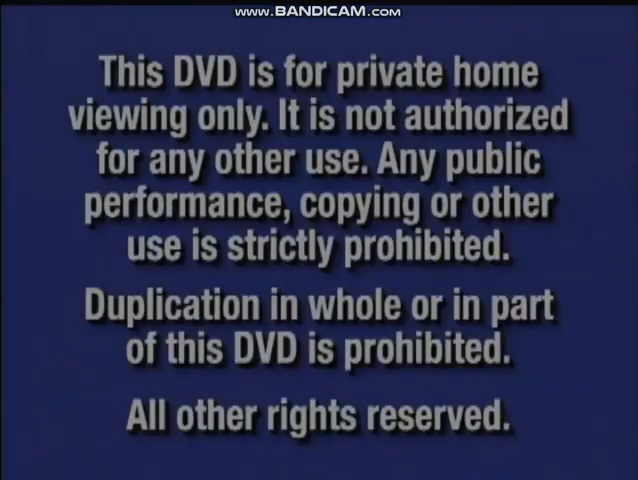 www.BANDICAM.com
This DVD is for private home
viewing only. It is not authorized
for any other use. Any public
performance, copying or other
use is strictly prohibited.
Duplication in whole or in part
of this DVD is prohibited.
All other rights reserved.